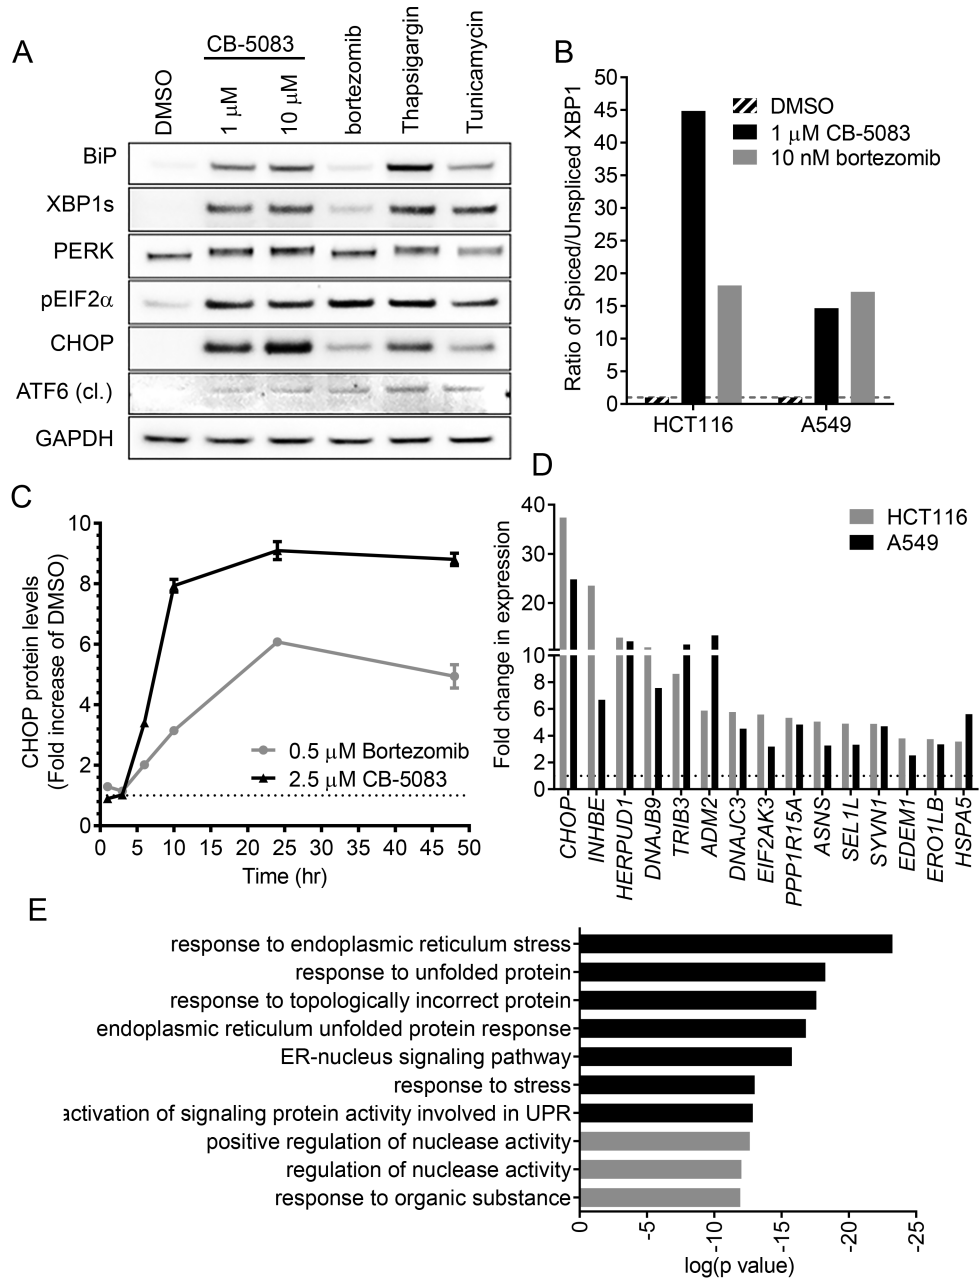 A
CB-5083
DMSO
1 μM
10 μM
bortezomib
Thapsigargin
Tunicamycin
BiP
XBP1s
PERK
pEIF2α
CHOP
ATF6 (cl.)
GAPDH
B
Ratio of Spiced/Unspliced XBP1
50
45
40
35
30
25
20
15
10
5
0
DMSO
1 μM CB-5083
10 nM bortezomib
HCT116
A549
C
CHOP protein levels
(Fold increase of DMSO)
10
8
6
4
2
0
0.5 μM Bortezomib
2.5 μM CB-5083
0 5 10 15 20 25 30 35 40 45 50
Time (hr)
D
Fold change in expression
40
30
20
10
8
6
4
2
0
HCT116
A549
CHOP
INHBE
HERPUD1
DNAJB9
TRIB3
ADM2
DNAJC3
EIF2AK3
PPP1R15A
ASNS
SEL1L
SYVN1
EDEM1
ERO1LB
HSPA5
E
response to endoplasmic reticulum stress
response to unfolded protein
response to topologically incorrect protein
endoplasmic reticulum unfolded protein response
ER-nucleus signaling pathway
response to stress
activation of signaling protein activity involved in UPR
positive regulation of nuclease activity
regulation of nuclease activity
response to organic substance
0 -5 -10 -15 -20 -25
log(p value)